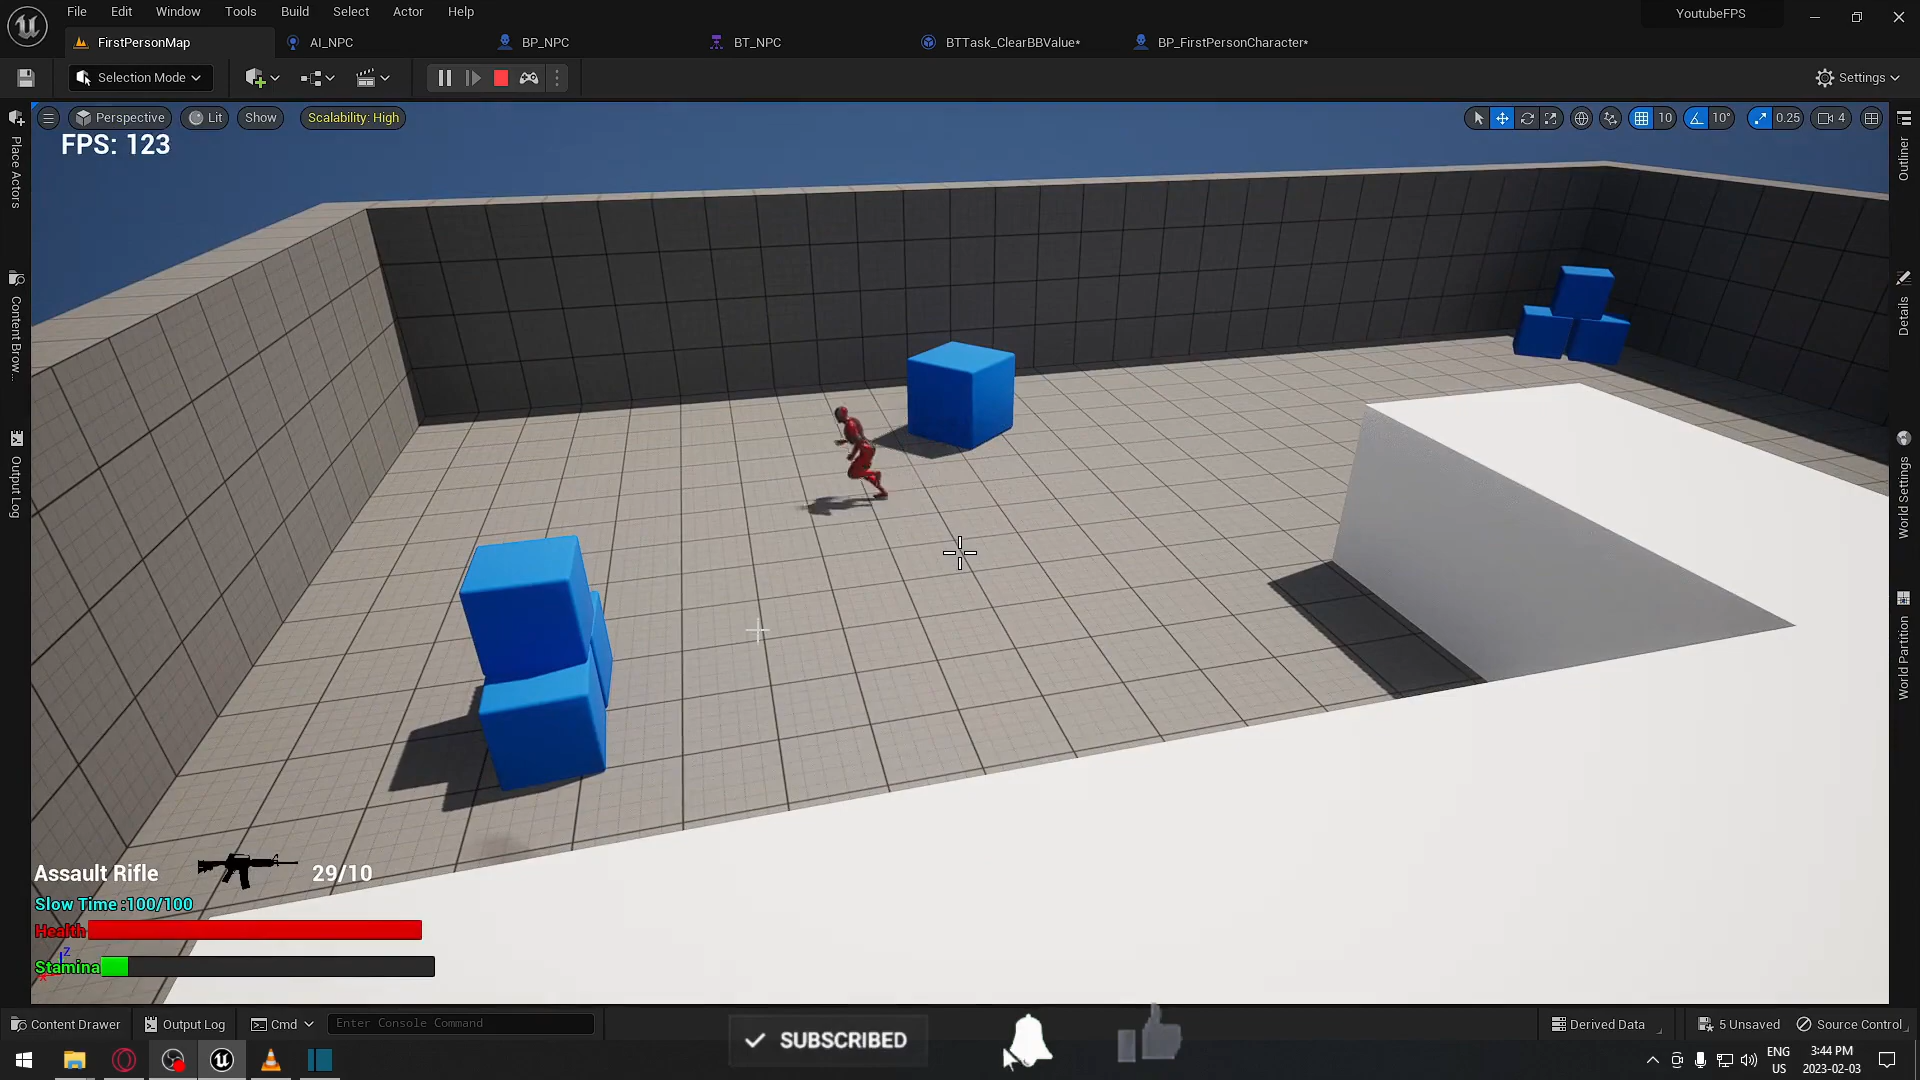 File Edit Window Tools Build Select Actor Help
YoutubeFPS
FirstPersonMap AI_NPC BP_NPC BT_NPC BTTask_ClearBBValue* BP_FirstPersonCharacter*
Selection Mode
Settings
Perspective Lit Show Scalability: High
10 10° 0.25 4
FPS: 123
Place Actors
Content Brow...
Output Log
Outliner
Details
World Settings
World Partition
Assault Rifle 29/10
Slow Time :100/100
Health
Z
Stamina
X
Content Drawer Output Log Cmd Enter Console Command
Derived Data 5 Unsaved Source Control
SUBSCRIBED
ENG
US
3:44 PM
2023-02-03